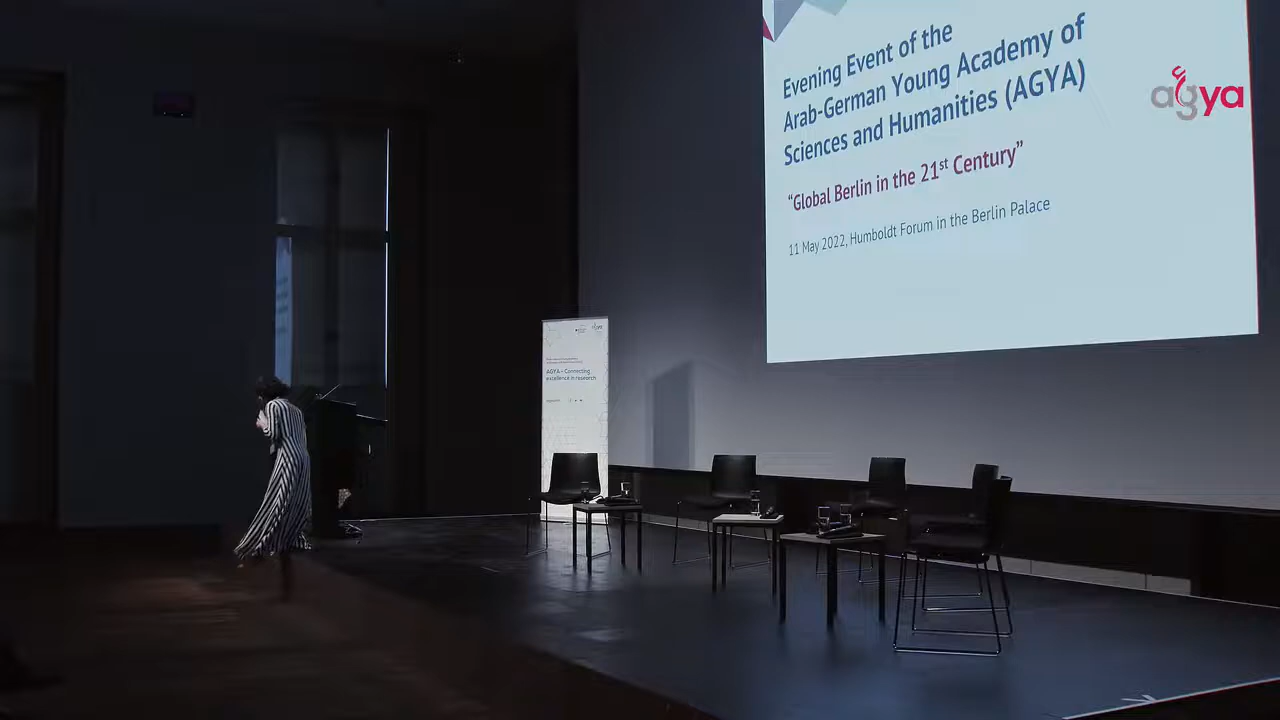 Evening Event of the
Arab-German Young Academy of
Sciences and Humanities (AGYA)
“Global Berlin in the 21st Century”
11 May 2022, Humboldt Forum in the Berlin Palace
agya
AGYA – Connecting
excellence in research